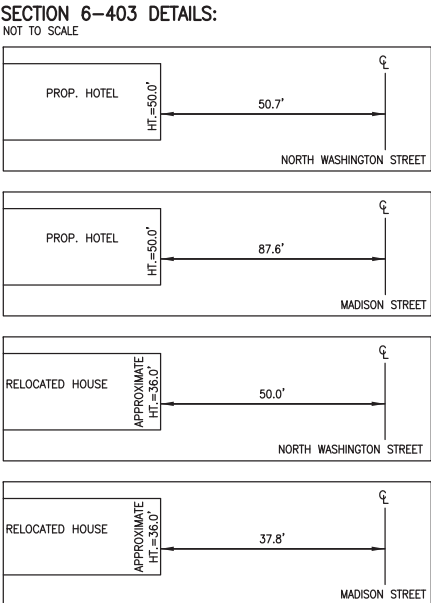 SECTION 6-403 DETAILS:
NOT TO SCALE
℄
PROP. HOTEL
HT.=50.0'
50.7'
NORTH WASHINGTON STREET
℄
PROP. HOTEL
HT.=50.0'
87.6'
MADISON STREET
℄
RELOCATED HOUSE
APPROXIMATE
HT.=36.0'
50.0'
NORTH WASHINGTON STREET
℄
RELOCATED HOUSE
APPROXIMATE
HT.=36.0'
37.8'
MADISON STREET